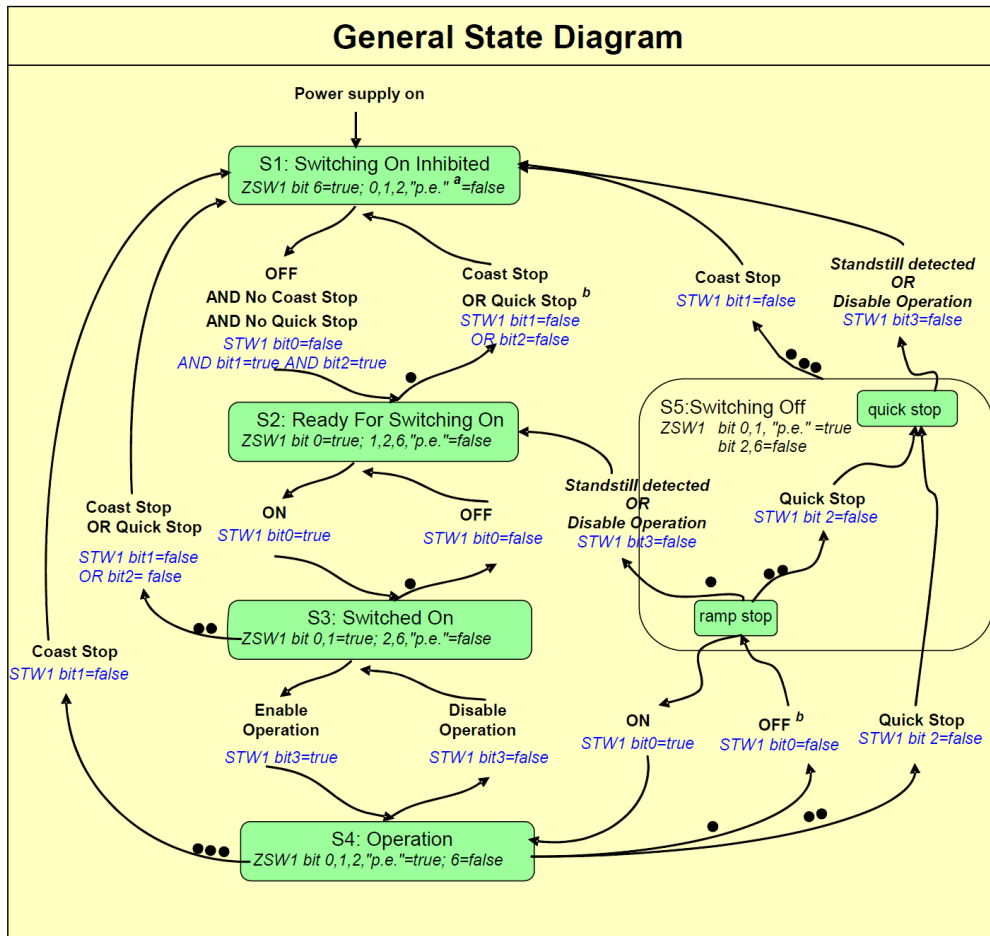 General State Diagram
Power supply on
S1: Switching On Inhibited
ZSW1 bit 6=true; 0,1,2,"p.e." a =false
OFF
AND No Coast Stop
AND No Quick Stop
STW1 bit0=false
AND bit1=true AND bit2=true
Coast Stop
OR Quick Stop b
STW1 bit1=false
OR bit2=false
Coast Stop
STW1 bit1=false
Standstill detected
OR
Disable Operation
STW1 bit3=false
S2: Ready For Switching On
ZSW1 bit 0=true; 1,2,6,"p.e."=false
S5:Switching Off
ZSW1 bit 0,1, "p.e." =true
bit 2,6=false
quick stop
ON
STW1 bit0=true
OFF
STW1 bit0=false
Standstill detected
OR
Disable Operation
STW1 bit3=false
Quick Stop
STW1 bit 2=false
Coast Stop
OR Quick Stop
STW1 bit1=false
OR bit2= false
S3: Switched On
ZSW1 bit 0,1=true; 2,6,"p.e."=false
ramp stop
Coast Stop
STW1 bit1=false
Enable
Operation
STW1 bit3=true
Disable
Operation
STW1 bit3=false
ON
STW1 bit0=true
OFF b
STW1 bit0=false
Quick Stop
STW1 bit 2=false
S4: Operation
ZSW1 bit 0,1,2,"p.e."=true; 6=false